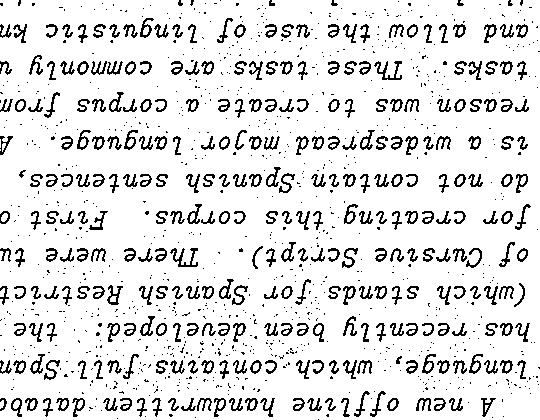 A new offline handwritten databa
language, which contains full Span
has recently been developed: the
(which stands for Spanish Restrict
of Cursive Script). There were tw
for creating this corpus. First o
do not contain Spanish sentences,
is a widespread major language. A
reason was to create a corpus from
tasks. These tasks are commonly u
and allow the use of linguistic kn